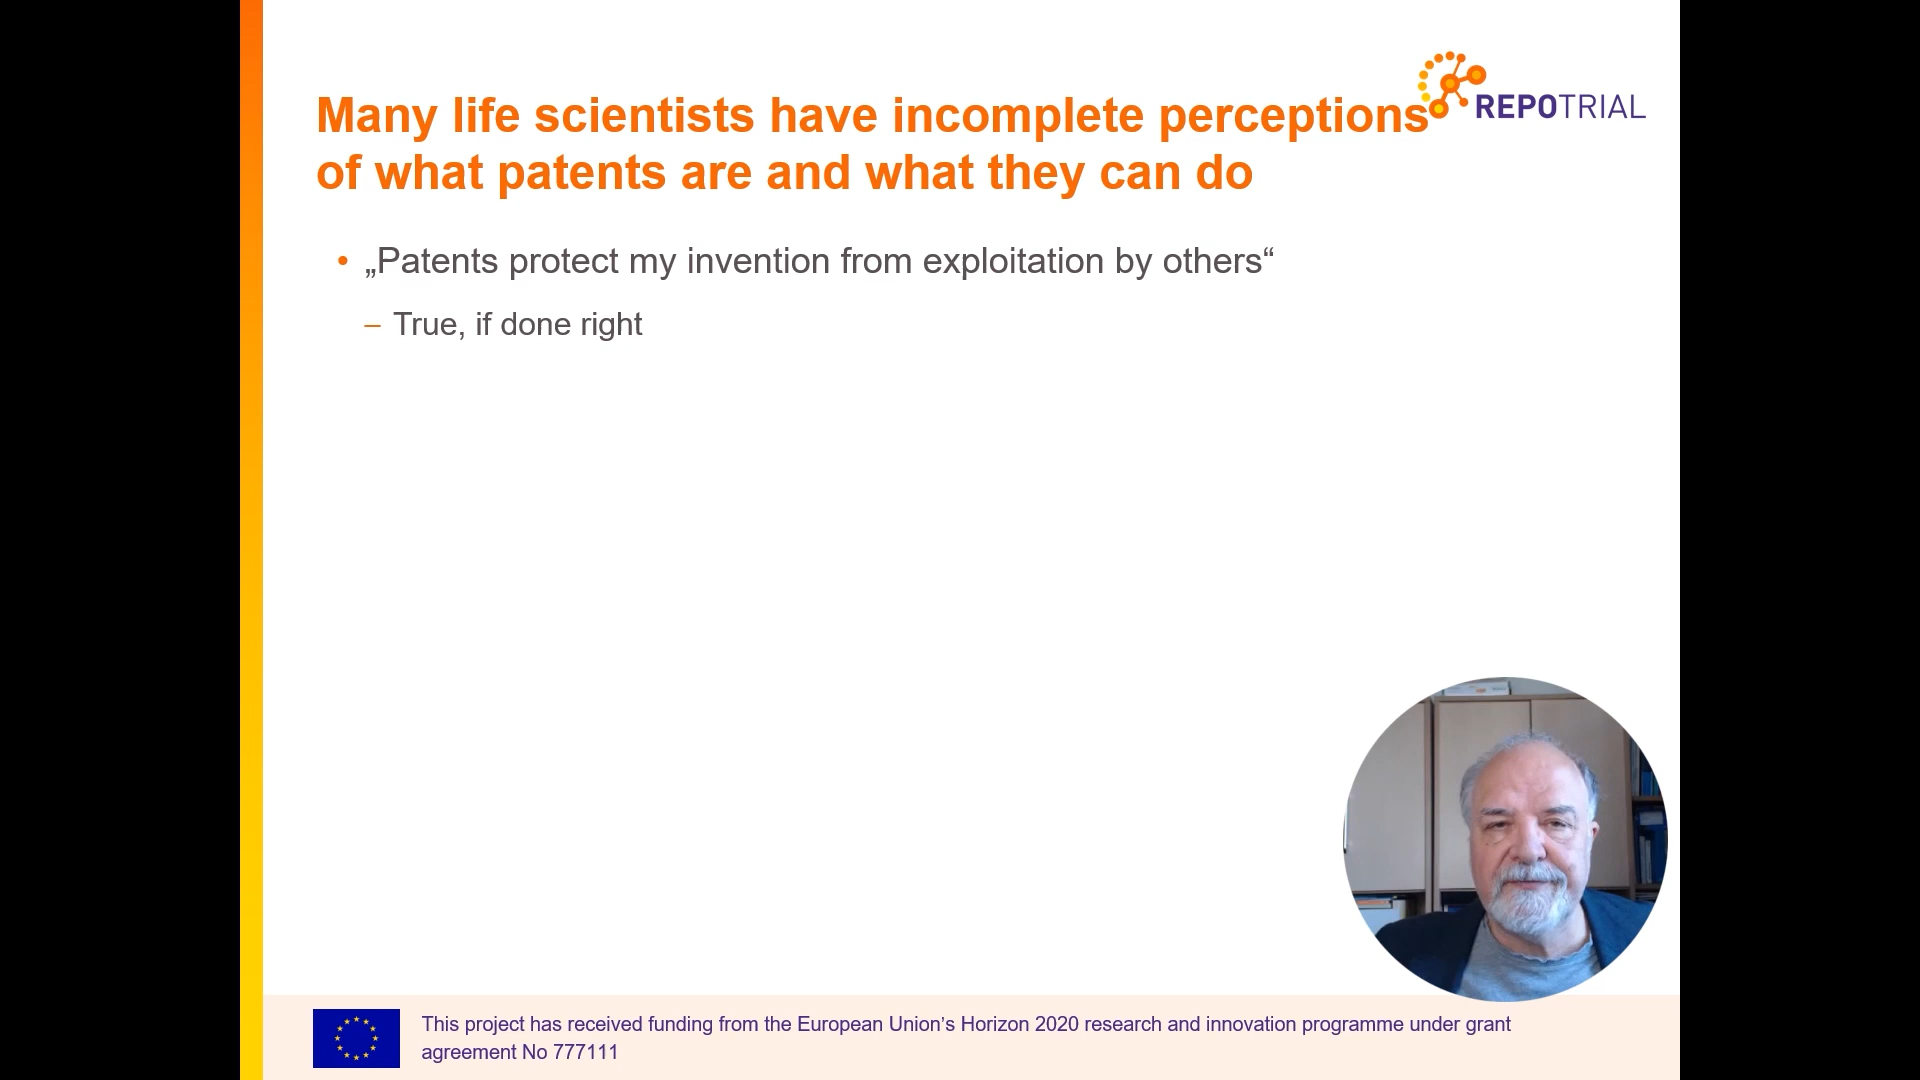 Many life scientists have incomplete perceptions
of what patents are and what they can do
REPOTRIAL
• „Patents protect my invention from exploitation by others“
– True, if done right
This project has received funding from the European Union’s Horizon 2020 research and innovation programme under grant
agreement No 777111